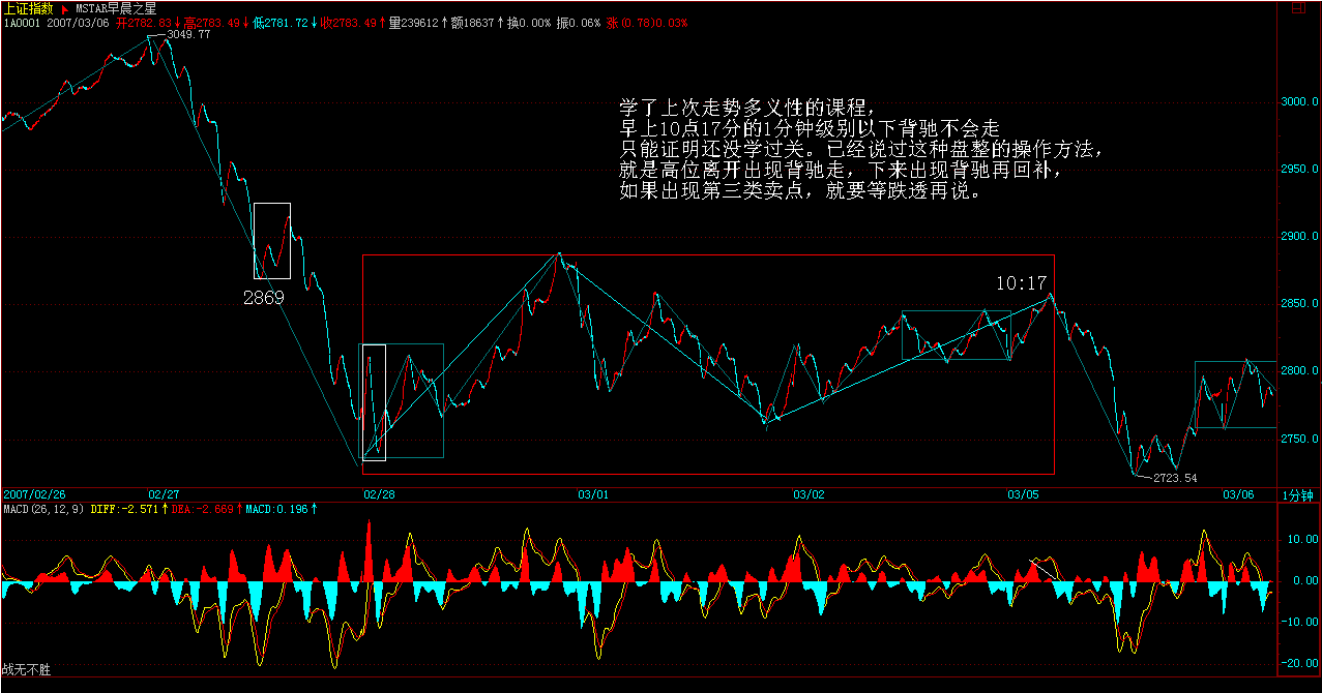 上证指数 MSTAR早晨之星
1A0001 2007/03/06 开2782.83↓高2783.49↓低2781.72↓收2783.49↑量239612↑额18637↑换0.00% 振0.06% 涨(0.78)0.03%
3049.77
3000.0
学了上次走势多义性的课程，
早上10点17分的1分钟级别以下背驰不会走
只能证明还没学过关。已经说过这种盘整的操作方法，
就是高位离开出现背驰走，下来出现背驰再回补，
如果出现第三类卖点，就要等跌透再说。
2950.0
2900.0
2869
10:17
2850.0
2800.0
2750.0
2723.54
2007/02/26 02/27 02/28 03/01 03/02 03/05 03/06 1分钟
MACD(26,12,9) DIFF:-2.571↑DEA:-2.669↑MACD:0.196↑
10.00
0.00
-10.00
-20.00
战无不胜